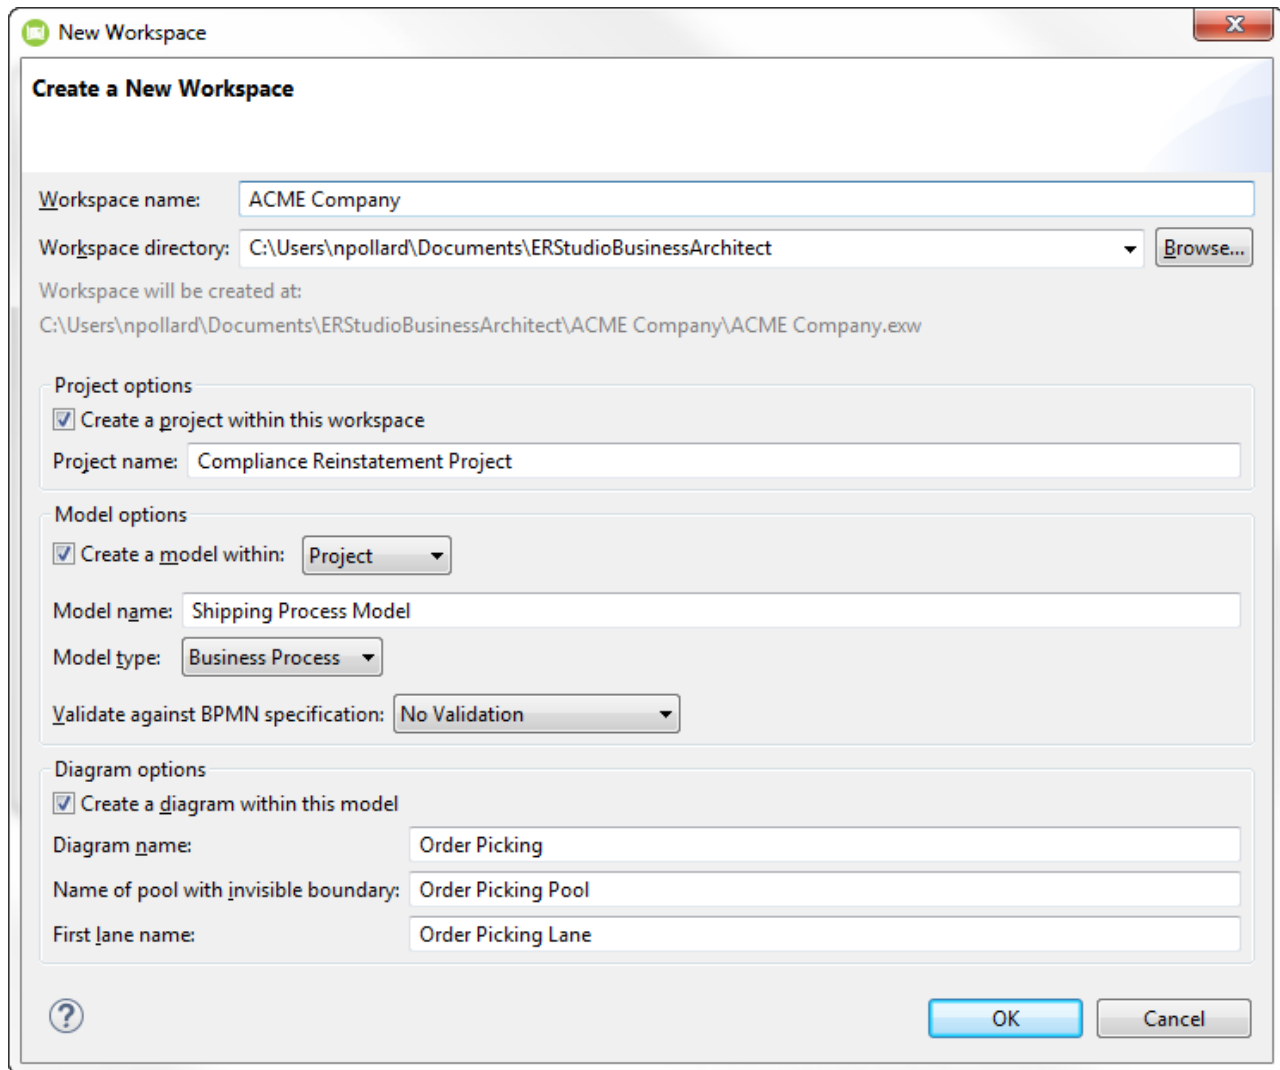 New Workspace
Create a New Workspace
Workspace name: ACME Company
Workspace directory: C:\Users\npollard\Documents\ERStudioBusinessArchitect Browse...
Workspace will be created at:
C:\Users\npollard\Documents\ERStudioBusinessArchitect\ACME Company\ACME Company.exw
Project options
Create a project within this workspace
Project name: Compliance Reinstatement Project
Model options
Create a model within: Project
Model name: Shipping Process Model
Model type: Business Process
Validate against BPMN specification: No Validation
Diagram options
Create a diagram within this model
Diagram name: Order Picking
Name of pool with invisible boundary: Order Picking Pool
First lane name: Order Picking Lane
? OK Cancel